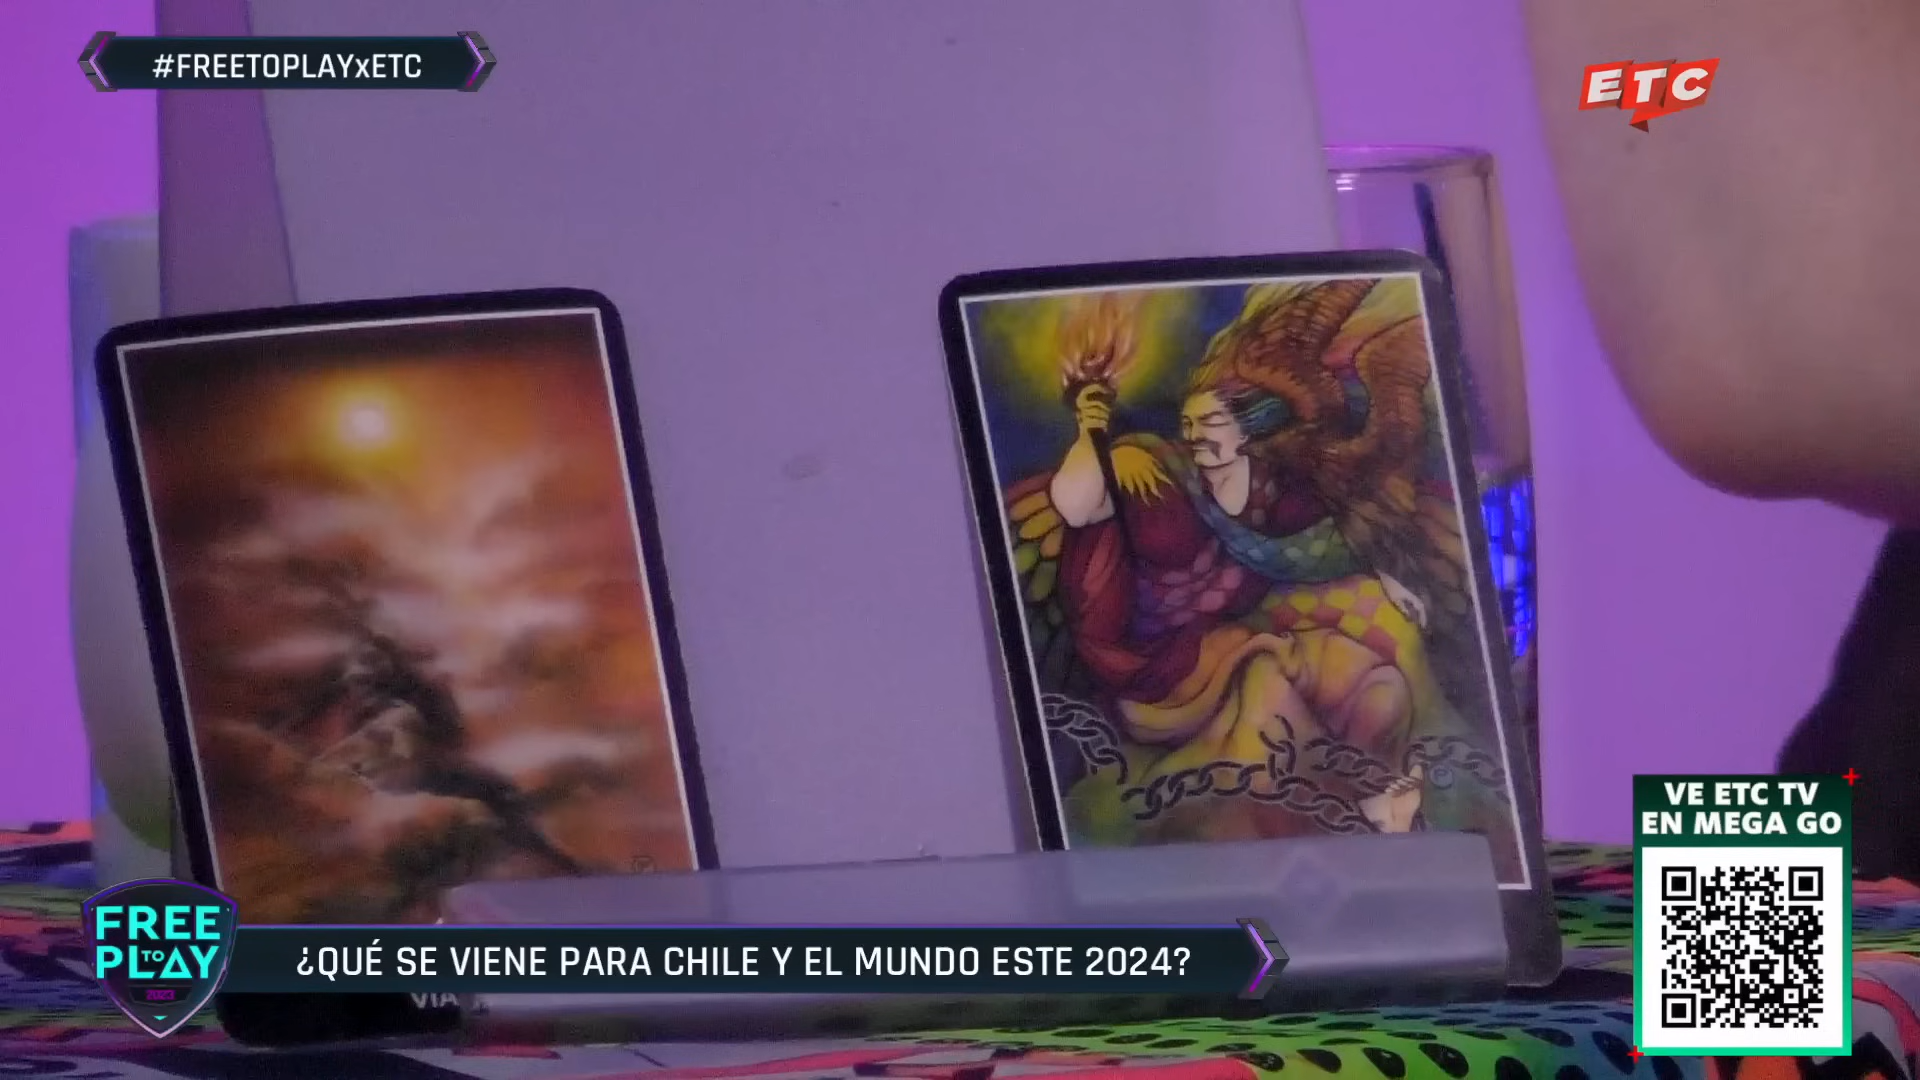 #FREETOPLAYxETC
ETC
VE ETC TV
EN MEGA GO
FREE
TO
PLAY
2023
¿QUÉ SE VIENE PARA CHILE Y EL MUNDO ESTE 2024?